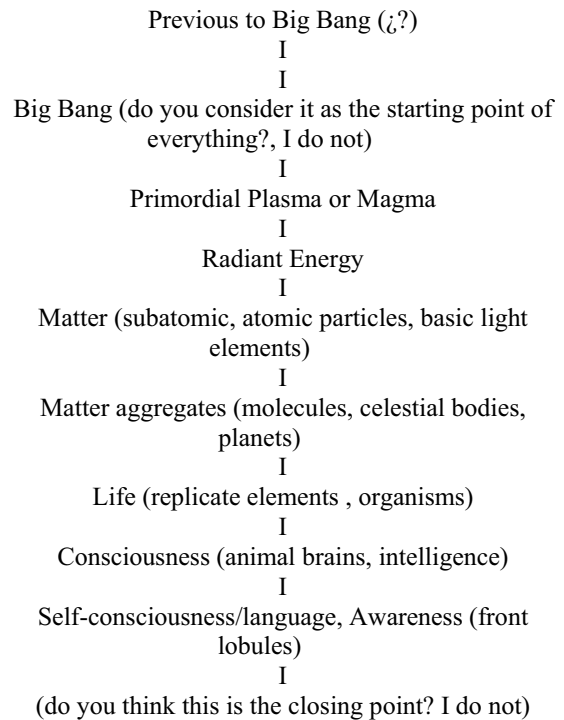 Previous to Big Bang (¿?)
I
I
Big Bang (do you consider it as the starting point of
everything?, I do not)
I
Primordial Plasma or Magma
I
Radiant Energy
I
Matter (subatomic, atomic particles, basic light
elements)
I
Matter aggregates (molecules, celestial bodies,
planets)
I
Life (replicate elements , organisms)
I
Consciousness (animal brains, intelligence)
I
Self-consciousness/language, Awareness (front
lobules)
I
(do you think this is the closing point? I do not)